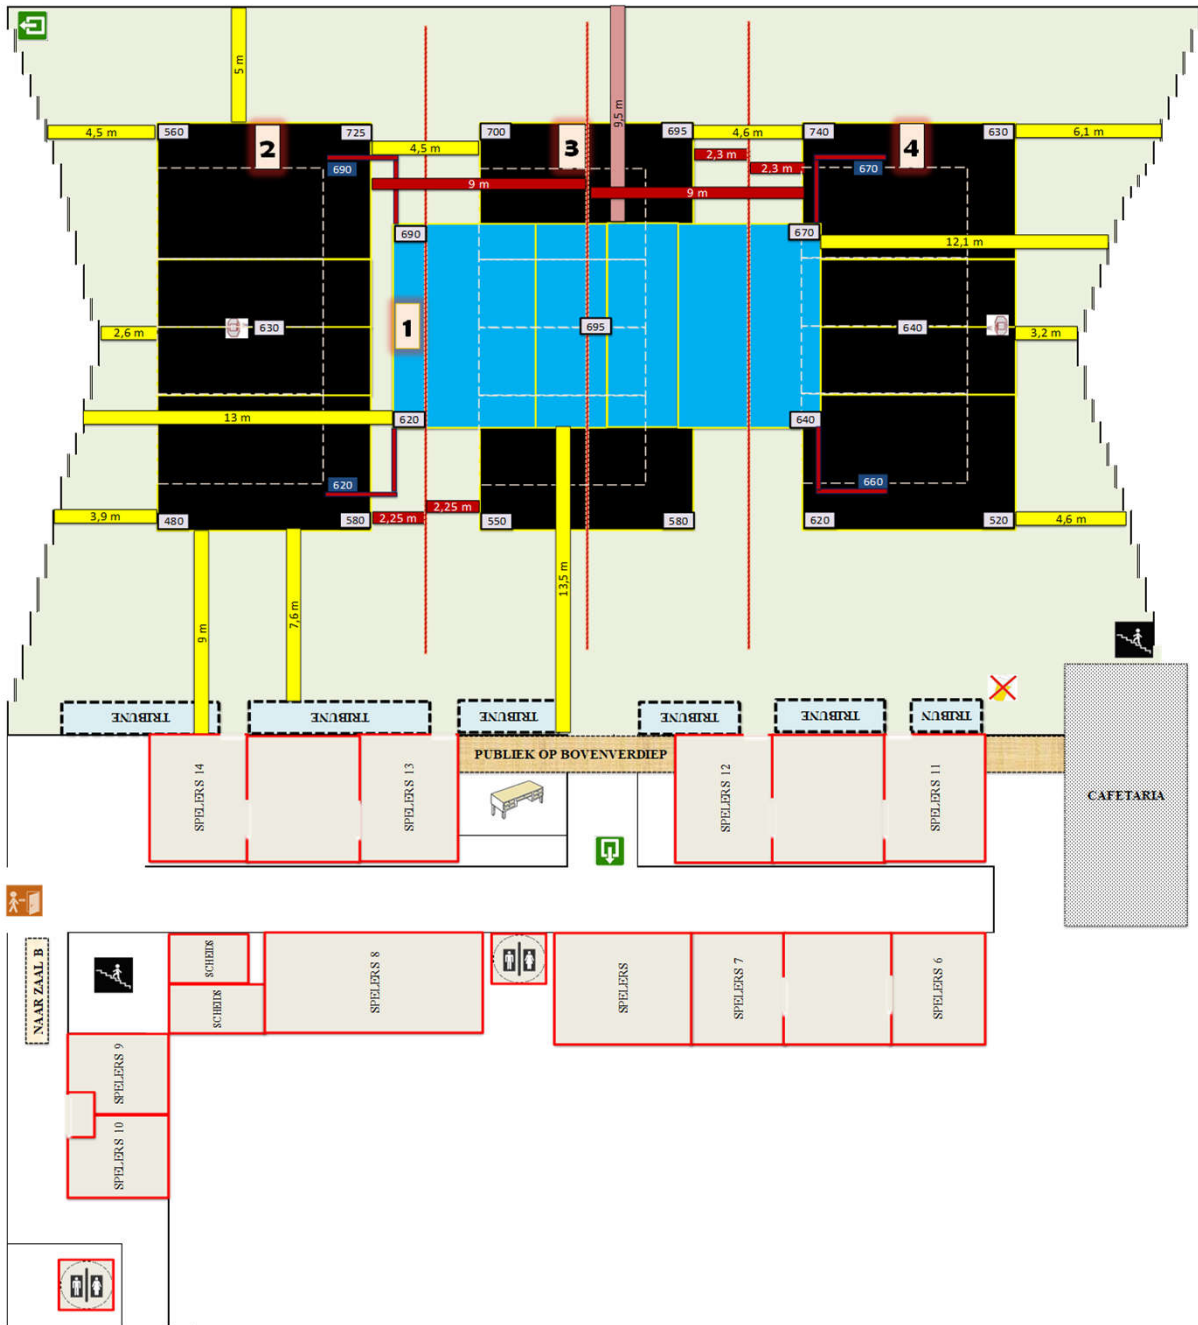 5 m
9,5 m
4,5 m
560
2
725
700
3
695
4,6 m
740
4
630
6,1 m
4,5 m
2,3 m
2,3 m
690
670
9 m
9 m
690
670
12,1 m
1
2,6 m
630
695
640
3,2 m
13 m
620
640
620
660
2,25 m
3,9 m
480
580
2,25 m
550
580
620
520
4,6 m
13,5 m
7,6 m
9 m
TRIBUNE
TRIBUNE
TRIBUNE
TRIBUNE
TRIBUNE
TRIBUN
PUBLIEK OP BOVENVERDIEP
SPELERS 14
SPELERS 13
SPELERS 12
SPELERS 11
CAFETARIA
NAAR ZAAL B
SCHEIDS
SCHEIDS
SPELERS 8
SPELERS
SPELERS 7
SPELERS 6
SPELERS 9
SPELERS 10